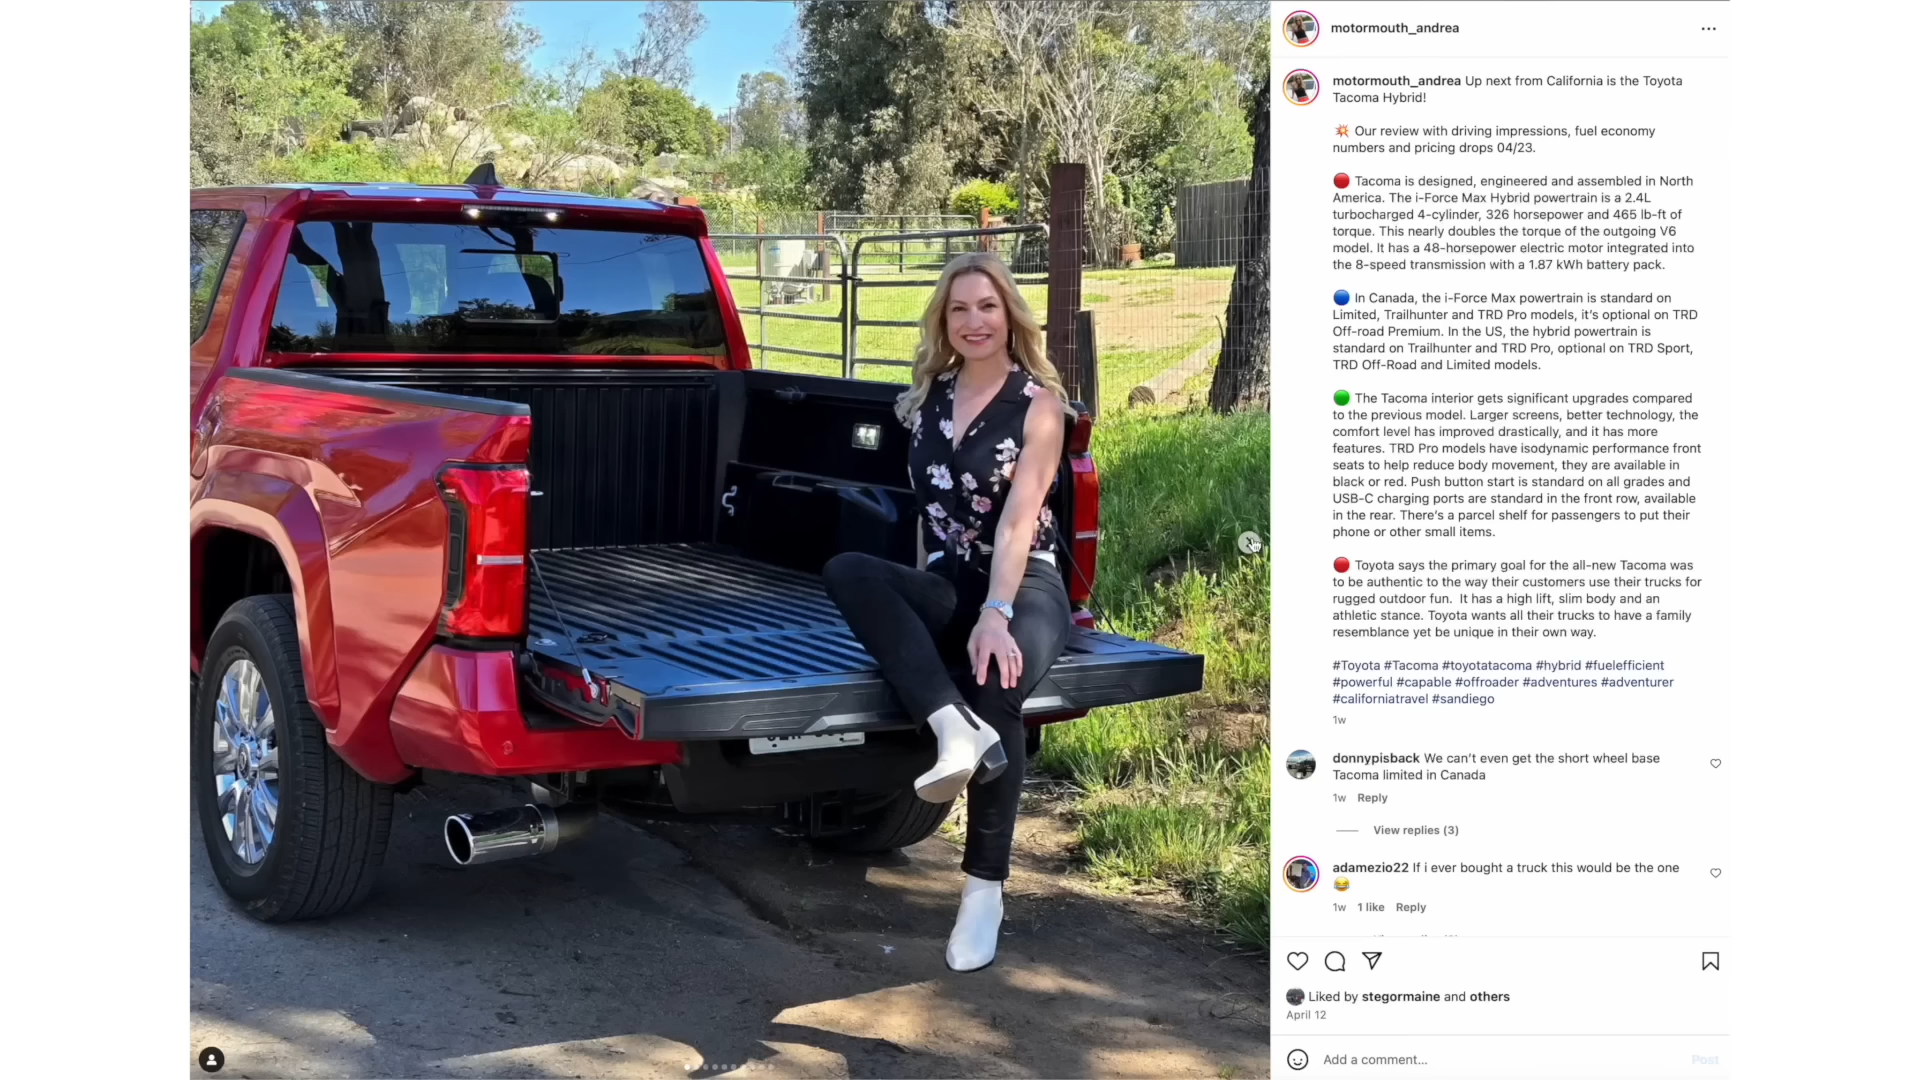 motormouth_andrea
motormouth_andrea Up next from California is the Toyota
Tacoma Hybrid!
💥 Our review with driving impressions, fuel economy
numbers and pricing drops 04/23.
🔴 Tacoma is designed, engineered and assembled in North
America. The i-Force Max Hybrid powertrain is a 2.4L
turbocharged 4-cylinder, 326 horsepower and 465 lb-ft of
torque. This nearly doubles the torque of the outgoing V6
model. It has a 48-horsepower electric motor integrated into
the 8-speed transmission with a 1.87 kWh battery pack.
🔵 In Canada, the i-Force Max powertrain is standard on
Limited, Trailhunter and TRD Pro models, it's optional on TRD
Off-road Premium. In the US, the hybrid powertrain is
standard on Trailhunter and TRD Pro, optional on TRD Sport,
TRD Off-Road and Limited models.
🟢 The Tacoma interior gets significant upgrades compared
to the previous model. Larger screens, better technology, the
comfort level has improved drastically, and it has more
features. TRD Pro models have isodynamic performance front
seats to help reduce body movement, they are available in
black or red. Push button start is standard on all grades and
USB-C charging ports are standard in the front row, available
in the rear. There's a parcel shelf for passengers to put their
phone or other small items.
🔴 Toyota says the primary goal for the all-new Tacoma was
to be authentic to the way their customers use their trucks for
rugged outdoor fun. It has a high lift, slim body and an
athletic stance. Toyota wants all their trucks to have a family
resemblance yet be unique in their own way.
#Toyota #Tacoma #toyotatacoma #hybrid #fuelefficient
#powerful #capable #offroader #adventures #adventurer
#californiatravel #sandiego
1w
donnypisback We can't even get the short wheel base
Tacoma limited in Canada
1w Reply
View replies (3)
adamezio22 If i ever bought a truck this would be the one
😂
1w 1 like Reply
Liked by stegormaine and others
April 12
Add a comment...
Post